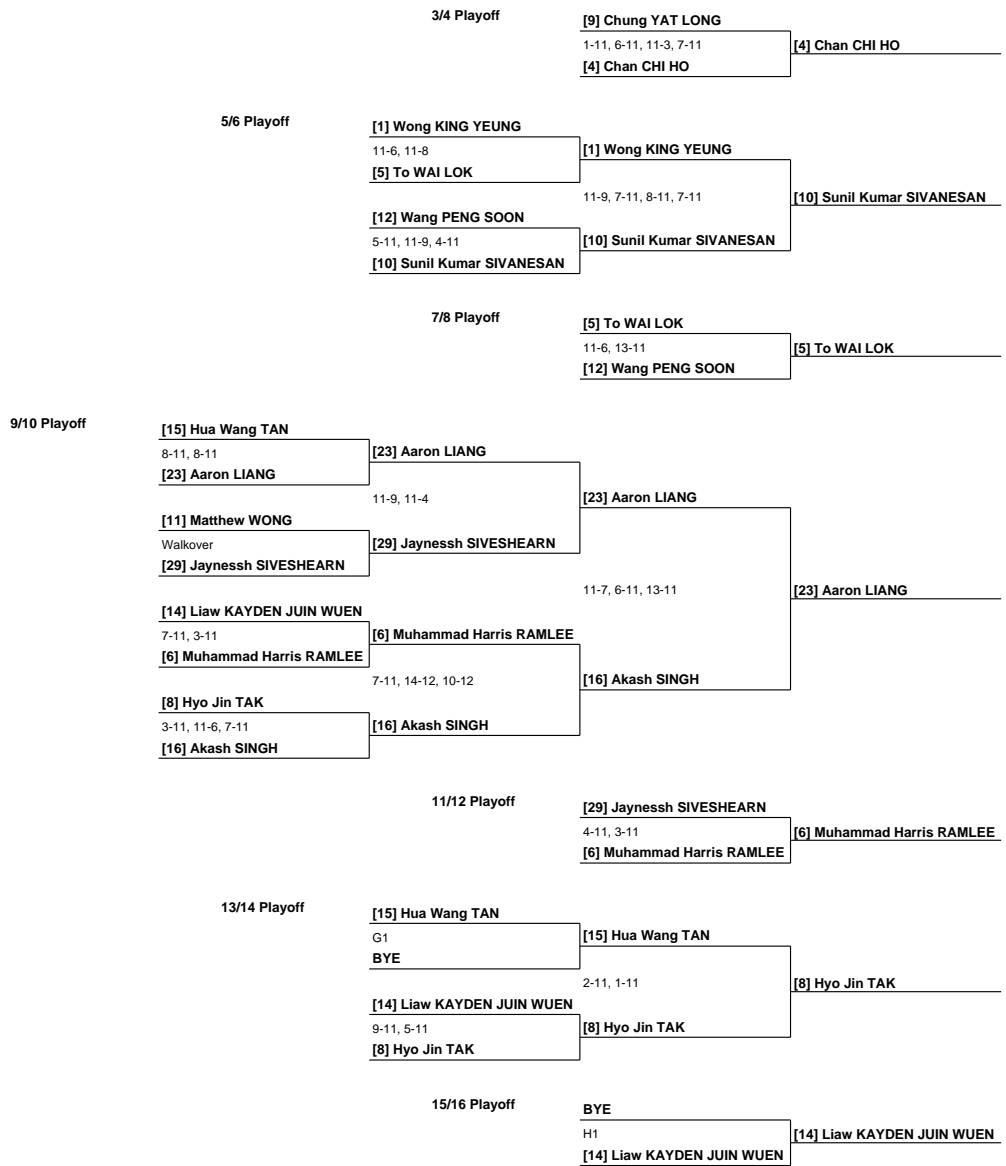 3/4 Playoff
[9] Chung YAT LONG
1-11, 6-11, 11-3, 7-11
[4] Chan CHI HO
[4] Chan CHI HO
5/6 Playoff
[1] Wong KING YEUNG
11-6, 11-8
[1] Wong KING YEUNG
[5] To WAI LOK
11-9, 7-11, 8-11, 7-11
[10] Sunil Kumar SIVANESAN
[12] Wang PENG SOON
5-11, 11-9, 4-11
[10] Sunil Kumar SIVANESAN
[10] Sunil Kumar SIVANESAN
7/8 Playoff
[5] To WAI LOK
11-6, 13-11
[5] To WAI LOK
[12] Wang PENG SOON
9/10 Playoff
[15] Hua Wang TAN
8-11, 8-11
[23] Aaron LIANG
[23] Aaron LIANG
11-9, 11-4
[23] Aaron LIANG
[11] Matthew WONG
Walkover
[29] Jaynessh SIVESHEARN
[29] Jaynessh SIVESHEARN
11-7, 6-11, 13-11
[23] Aaron LIANG
[14] Liaw KAYDEN JUIN WUEN
7-11, 3-11
[6] Muhammad Harris RAMLEE
[6] Muhammad Harris RAMLEE
7-11, 14-12, 10-12
[16] Akash SINGH
[8] Hyo Jin TAK
3-11, 11-6, 7-11
[16] Akash SINGH
[16] Akash SINGH
11/12 Playoff
[29] Jaynessh SIVESHEARN
4-11, 3-11
[6] Muhammad Harris RAMLEE
[6] Muhammad Harris RAMLEE
13/14 Playoff
[15] Hua Wang TAN
G1
[15] Hua Wang TAN
BYE
2-11, 1-11
[8] Hyo Jin TAK
[14] Liaw KAYDEN JUIN WUEN
9-11, 5-11
[8] Hyo Jin TAK
[8] Hyo Jin TAK
15/16 Playoff
BYE
H1
[14] Liaw KAYDEN JUIN WUEN
[14] Liaw KAYDEN JUIN WUEN